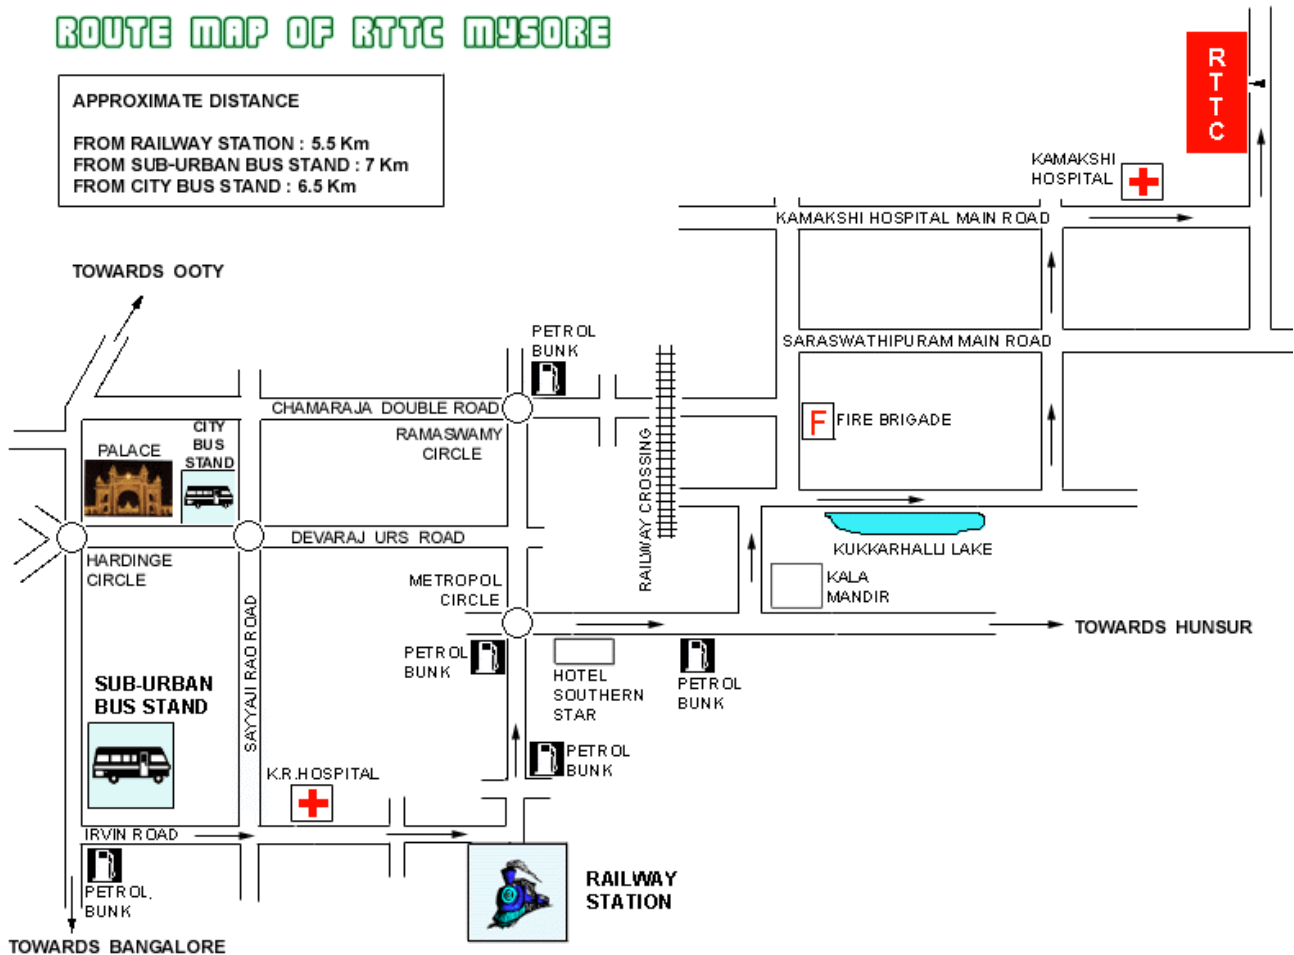 ROUTE MAP OF RTTC MYSORE
APPROXIMATE DISTANCE
FROM RAILWAY STATION : 5.5 Km
FROM SUB-URBAN BUS STAND : 7 Km
FROM CITY BUS STAND : 6.5 Km
R
T
T
C
KAMAKSHI
HOSPITAL
KAMAKSHI HOSPITAL MAIN ROAD
TOWARDS OOTY
PETROL
BUNK
SARASWATHIPURAM MAIN ROAD
CHAMARAJA DOUBLE ROAD
RAMASWAMY
CIRCLE
F
FIRE BRIGADE
CITY
BUS
STAND
PALACE
RAILWAY CROSSING
DEVARAJ URS ROAD
HARDINGE
CIRCLE
KUKKARHALLI LAKE
METROPOL
CIRCLE
KALA
MANDIR
TOWARDS HUNSUR
PETROL
BUNK
HOTEL
SOUTHERN
STAR
PETROL
BUNK
SUB-URBAN
BUS STAND
SAYYAJI RAO ROAD
PETROL
BUNK
K.R.HOSPITAL
IRVIN ROAD
PETROL.
BUNK
RAILWAY
STATION
TOWARDS BANGALORE